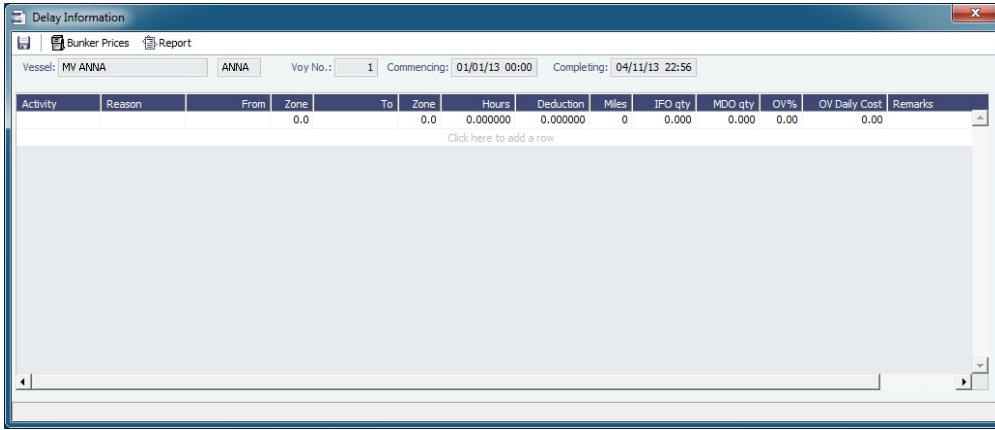 Delay Information
Bunker Prices Report
Vessel: MV ANNA ANNA Voy No.: 1 Commencing: 01/01/13 00:00 Completing: 04/11/13 22:56
Activity Reason From Zone To Zone Hours Deduction Miles IFO qty MDO qty OV% OV Daily Cost Remarks
0.0 0.0 0.000000 0.000000 0 0.000 0.000 0.00 0.00
Click here to add a row